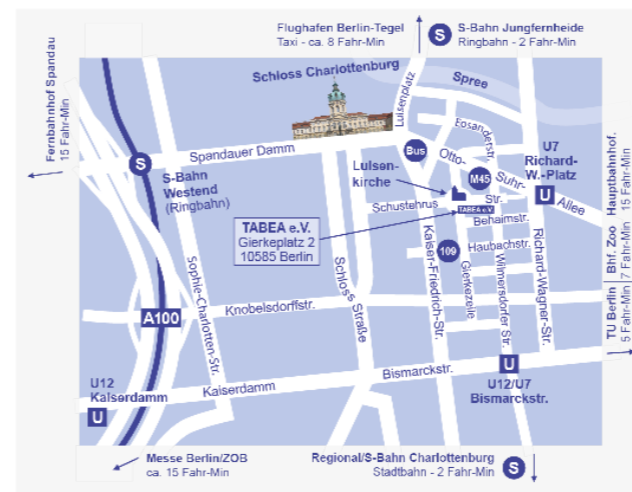 Flughafen Berlin-Tegel
Taxi - ca. 8 Fahr-Min
S
S-Bahn Jungfernheide
Ringbahn - 2 Fahr-Min
Fernbahnhof Spandau
15 Fahr-Min
Schloss Charlottenburg
Luisenplatz
Spree
Eosanderstr.
U7
Richard-
W.-Platz
U
Bus
Otto-
M45
Suhr-
Allee
S
Spandauer Damm
S-Bahn
Westend
(Ringbahn)
Luisen-
kirche
Schustehrus
Str.
TABEA e.V.
Behaimstr.
TABEA e.V.
Gierkeplatz 2
10585 Berlin
109
Haubachstr.
Sophie-Charlotten-Str.
Schloss Straße
Kaiser-Friedrich-Str.
Gierkezeile
Wilmersdorfer Str.
Richard-Wagner-Str.
Hauptbahnhof.
15 Fahr-Min
Bhf. Zoo
7 Fahr-Min
TU Berlin
5 Fahr-Min
A100
Knobelsdorffstr.
Bismarckstr.
U
U12/U7
Bismarckstr.
U12
Kaiserdamm
U
Kaiserdamm
Messe Berlin/ZOB
ca. 15 Fahr-Min
Regional/S-Bahn Charlottenburg
Stadtbahn - 2 Fahr-Min
S